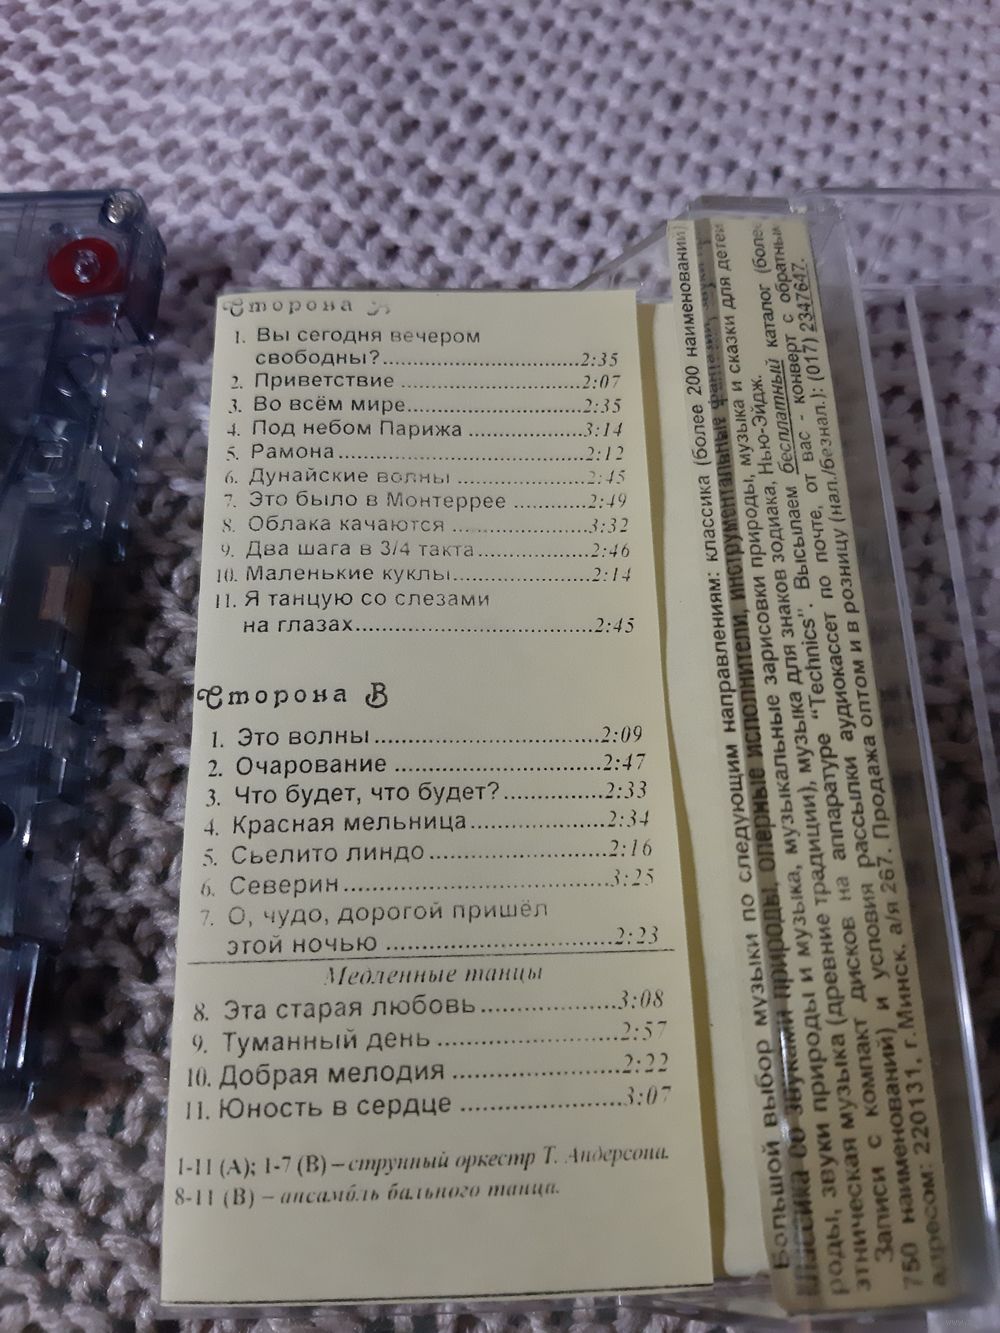 Сторона А
1. Вы сегодня вечером
свободны?..............................2:35
2. Приветствие ............................2:07
3. Во всём мире..........................2:35
4. Под небом Парижа ..................3:14
5. Рамона .....................................2:12
6. Дунайские волны ....................2:45
7. Это было в Монтеррее ............2:49
8. Облака качаются .....................3:32
9. Два шага в 3/4 такта.................2:46
10. Маленькие куклы.....................2:14
11. Я танцую со слезами
на глазах...................................2:45
Сторона В
1. Это волны ................................2:09
2. Очарование .............................2:47
3. Что будет, что будет?...............2:33
4. Красная мельница...................2:34
5. Сьелито линдо ........................2:16
6. Северин....................................3:25
7. О, чудо, дорогой пришёл
этой ночью ..............................2:23
Медленные танцы
8. Эта старая любовь..................3:08
9. Туманный день ........................2:57
10. Добрая мелодия ......................2:22
11. Юность в сердце .....................3:07
1-11 (А); 1-7 (В) – струнный оркестр Т. Андерсона.
8-11 (В) – ансамбль бального танца.
Большой выбор музыки по следующим направлениям: классика (более 200 наименований)
классика со звуками природы, оперные исполнители, инструментальные фантазии, звуки
роды, звуки природы и музыка, музыкальные зарисовки природы, музыка и сказки для детей
этническая музыка (древние традиции), музыка для знаков зодиака, Нью-Эйдж.
Записи с компакт дисков на аппаратуре "Technics". Высылаем бесплатный каталог (более
750 наименований) и условия рассылки аудиокассет по почте, от вас - конверт с обратным
адресом: 220131, г.Минск, а/я 267. Продажа оптом и в розницу (нал./безнал.): (017) 2347647.